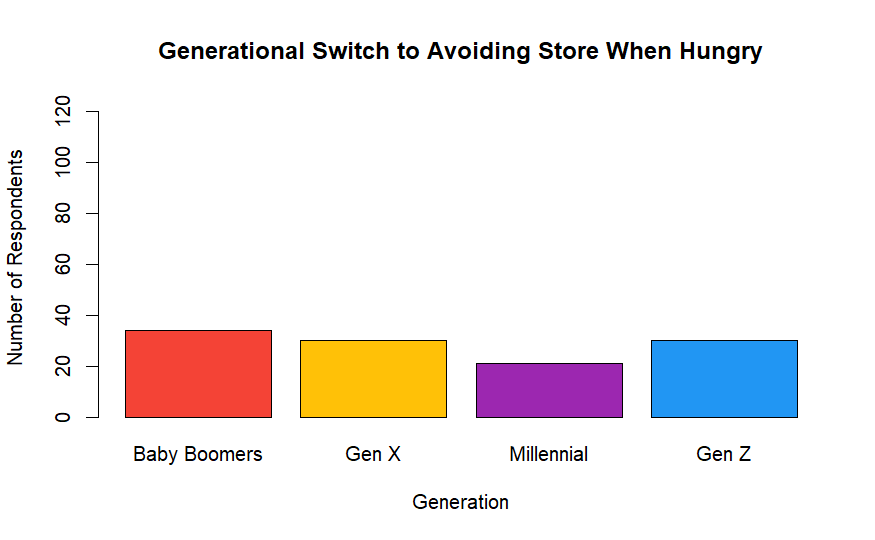 Generational Switch to Avoiding Store When Hungry
Number of Respondents
120
100
80
60
40
20
0
Baby Boomers Gen X Millennial Gen Z
Generation